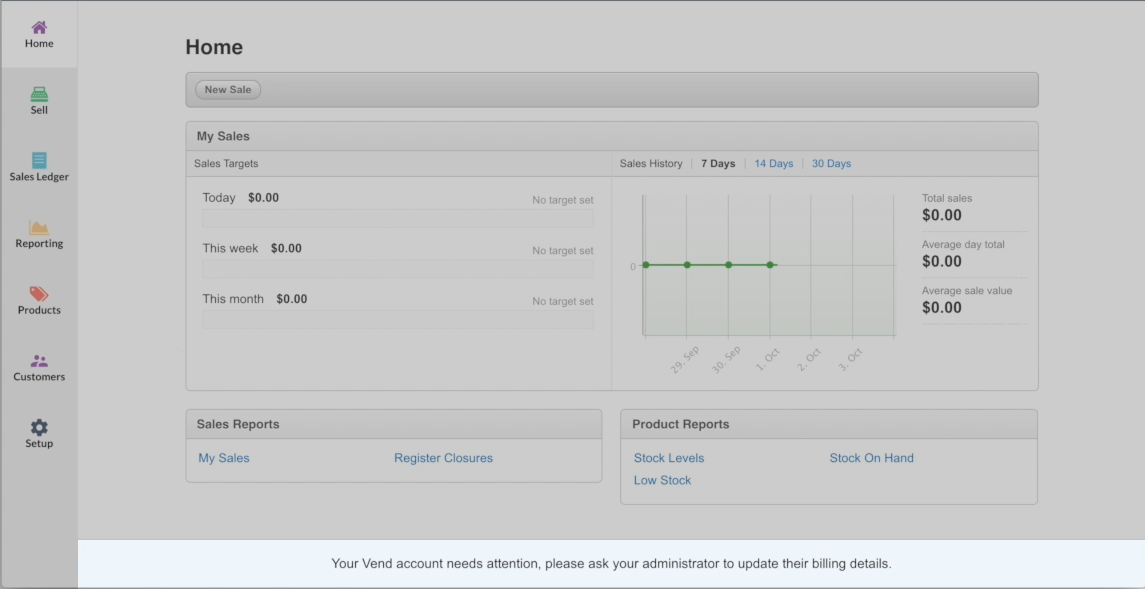 Home
Sell
Sales Ledger
Reporting
Products
Customers
Setup
Home
New Sale
My Sales
Sales Targets
Today $0.00 No target set
This week $0.00 No target set
This month $0.00 No target set
Sales History 7 Days 14 Days 30 Days
0
29. Sep 30. Sep 1. Oct 2. Oct 3. Oct
Total sales
$0.00
Average day total
$0.00
Average sale value
$0.00
Sales Reports
My Sales Register Closures
Product Reports
Stock Levels Stock On Hand
Low Stock
Your Vend account needs attention, please ask your administrator to update their billing details.